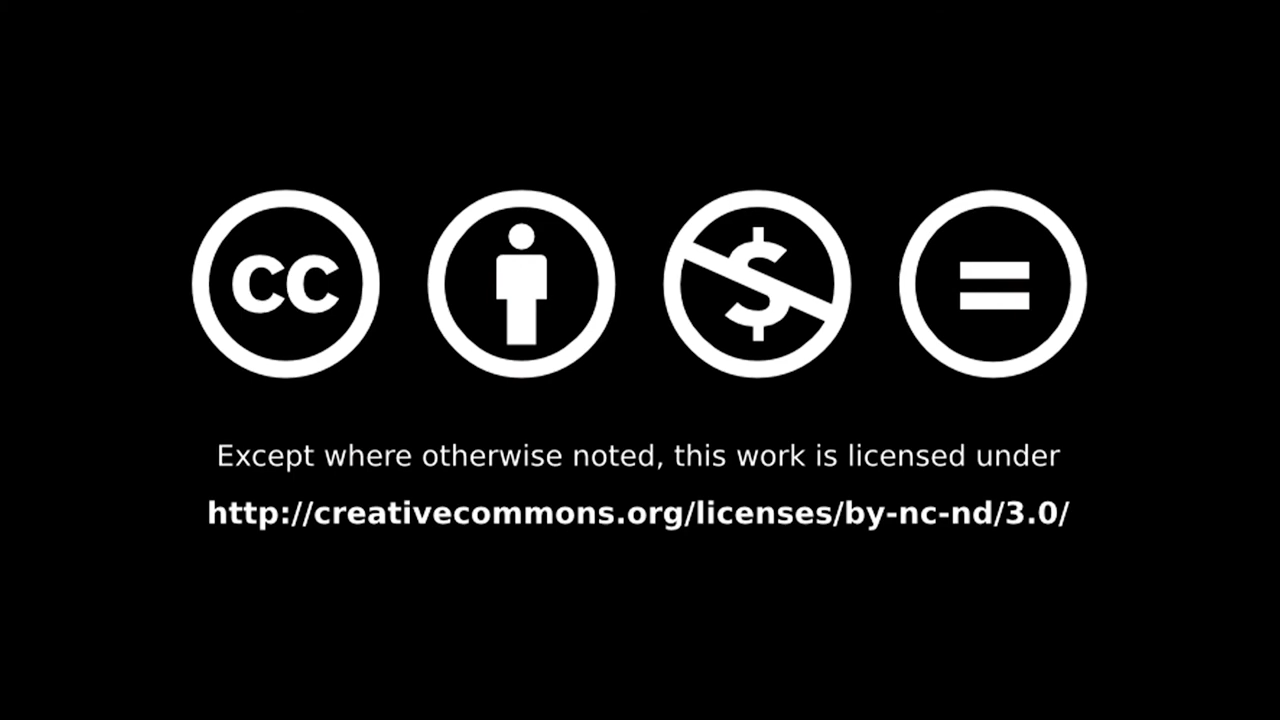 cc
$
=
Except where otherwise noted, this work is licensed under
http://creativecommons.org/licenses/by-nc-nd/3.0/